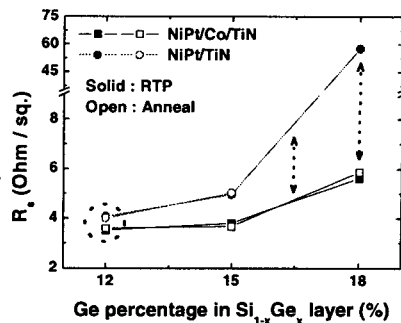 75
NiPt/Co/TiN
60
NiPt/TiN
45
Solid : RTP
Open : Anneal
8
6
4
2
12
15
18
Rs (Ohm / sq.)
Ge percentage in Si1-xGex layer (%)